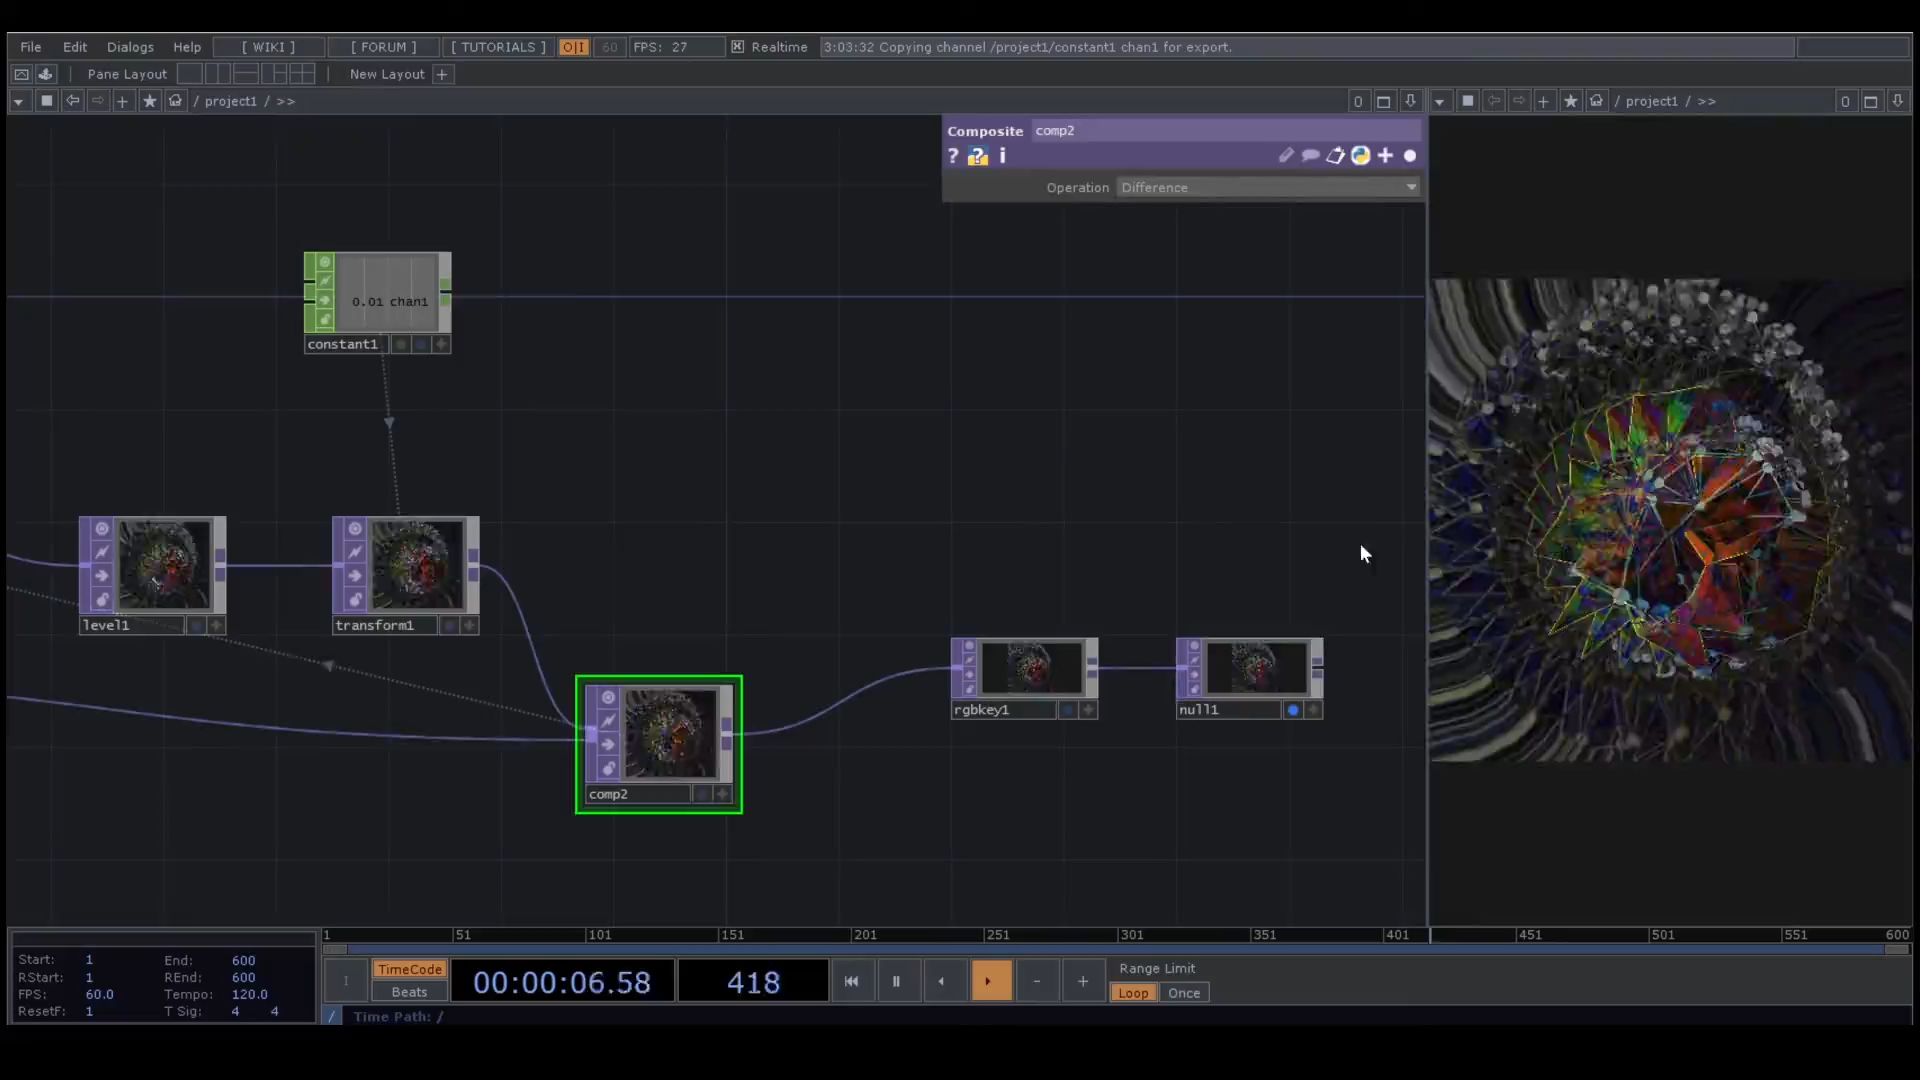 File Edit Dialogs Help [ WIKI ] [ FORUM ] [ TUTORIALS ] O|I 60 FPS: 27 Realtime 3:03:32 Copying channel /project1/constant1 chan1 for export.
Pane Layout New Layout +
/ project1 / >> 0 / project1 / >> 0
Composite comp2
? ? i
Operation Difference
0.01 chan1
constant1
level1 transform1
rgbkey1 null1
comp2
1 51 101 151 201 251 301 351 401 451 501 551 600
Start: 1 End: 600
RStart: 1 REnd: 600
FPS: 60.0 Tempo: 120.0
ResetF: 1 T Sig: 4 4
TimeCode
Beats
00:00:06.58 418
Range Limit
Loop Once
/ Time Path: /